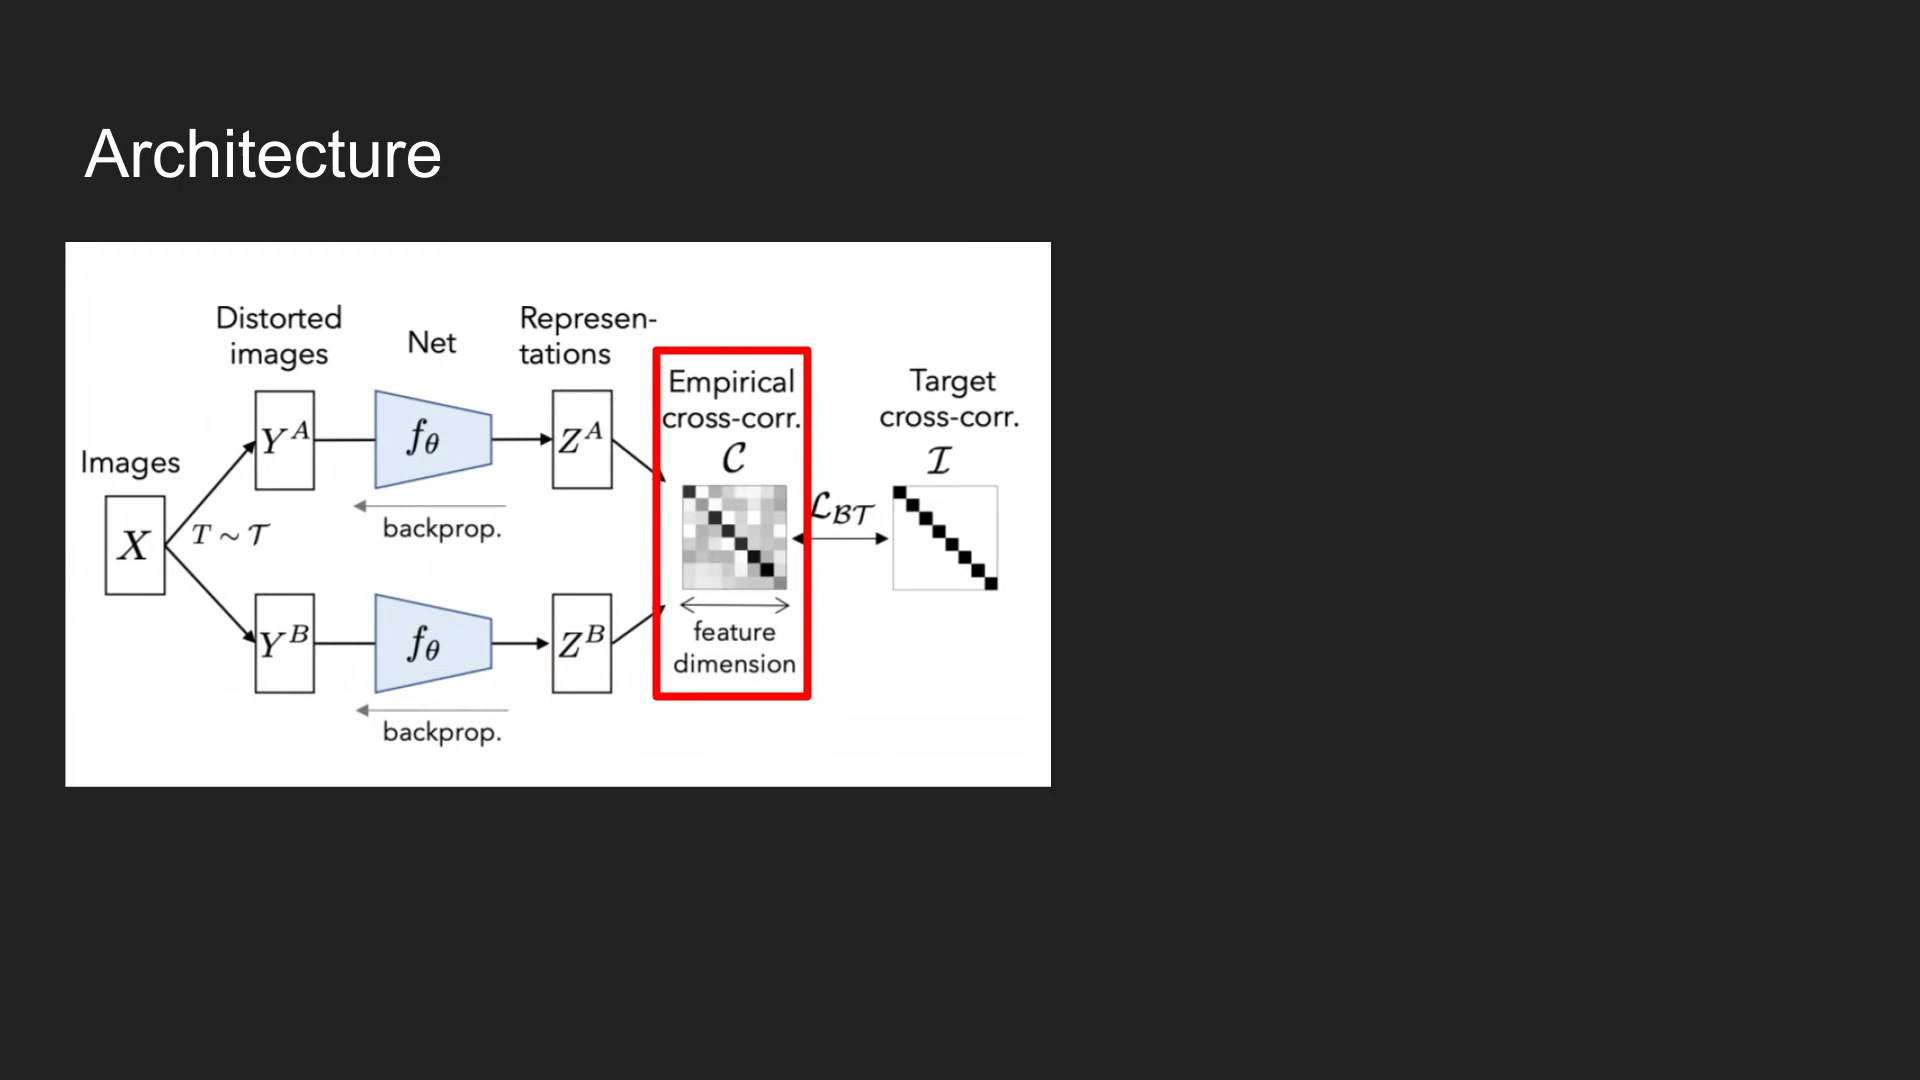 Architecture
Distorted
images
Net
Represen-
tations
Empirical
cross-corr.
C
Target
cross-corr.
I
Images
X
T ~ T
Y^A
f_θ
Z^A
backprop.
L_BT
Y^B
f_θ
Z^B
backprop.
feature
dimension